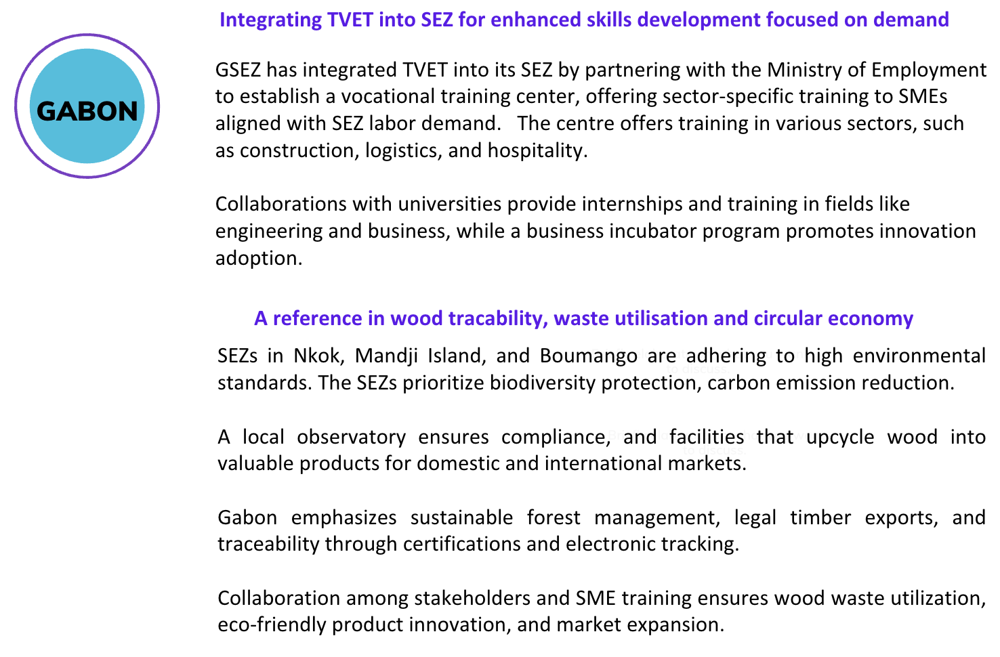 Integrating TVET into SEZ for enhanced skills development focused on demand
GABON
GSEZ has integrated TVET into its SEZ by partnering with the Ministry of Employment
to establish a vocational training center, offering sector-specific training to SMEs
aligned with SEZ labor demand.   The centre offers training in various sectors, such
as construction, logistics, and hospitality.
Collaborations with universities provide internships and training in fields like
engineering and business, while a business incubator program promotes innovation
adoption.
A reference in wood tracability, waste utilisation and circular economy
SEZs in Nkok, Mandji Island, and Boumango are adhering to high environmental
to discuss.
standards. The SEZs prioritize biodiversity protection, carbon emission reduction.
A local observatory ensures compliance, and facilities that upcycle wood into
to discuss.
valuable products for domestic and international markets.
Gabon emphasizes sustainable forest management, legal timber exports, and
traceability through certifications and electronic tracking.
Collaboration among stakeholders and SME training ensures wood waste utilization,
eco-friendly product innovation, and market expansion.